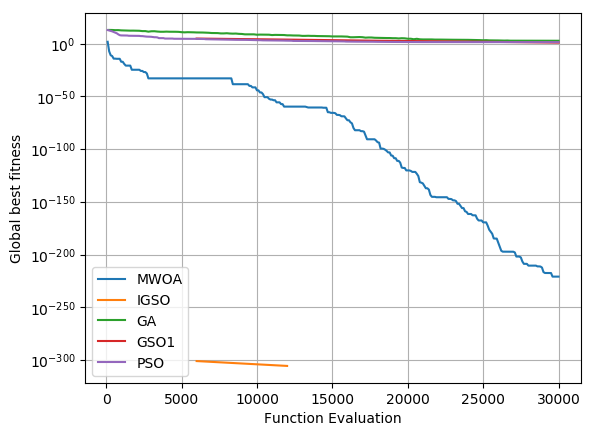 10^0
10^−50
10^−100
10^−150
10^−200
10^−250
10^−300
Global best fitness
MWOA
IGSO
GA
GSO1
PSO
0 5000 10000 15000 20000 25000 30000
Function Evaluation